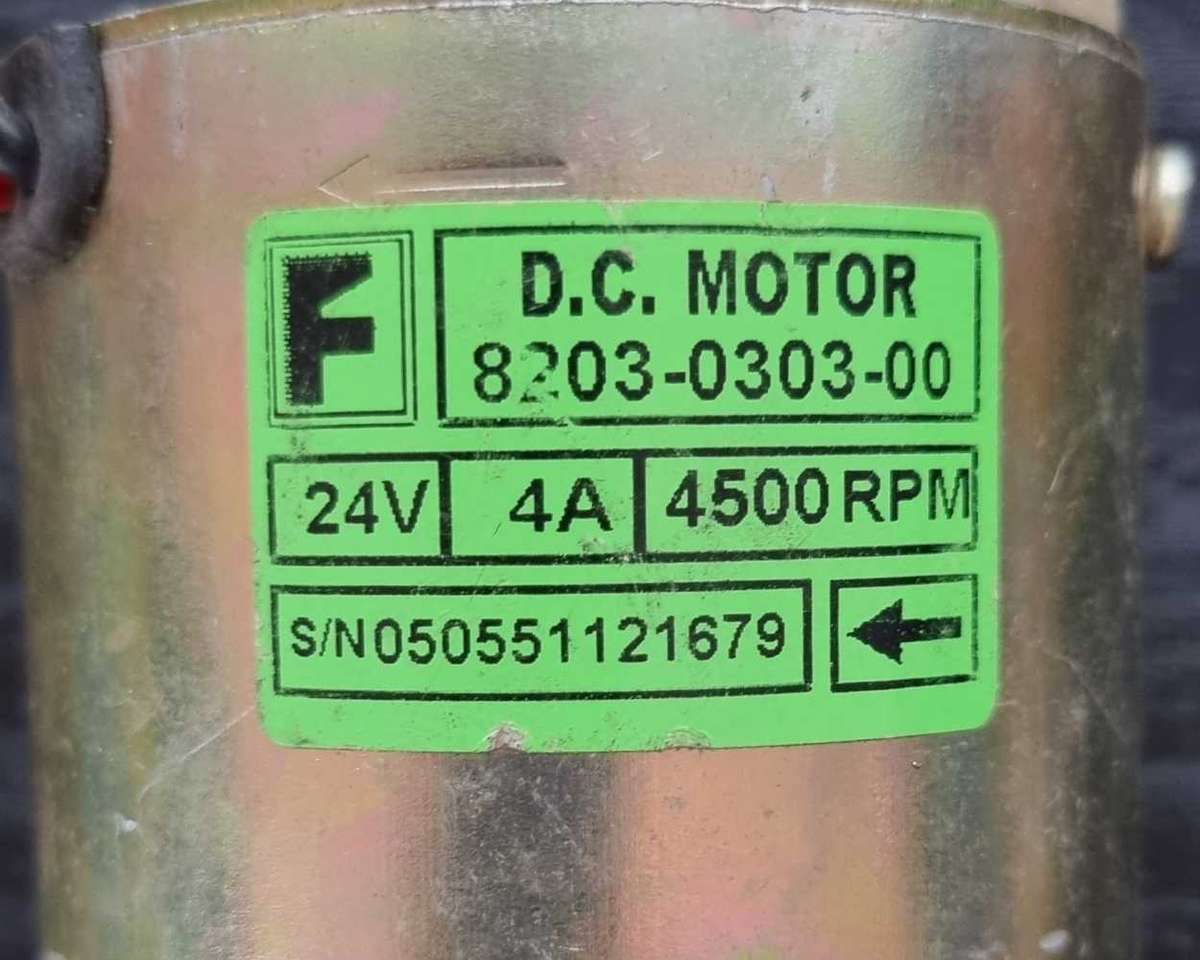 F
D.C. MOTOR
8203-0303-00
24V 4A 4500RPM
S/N050551121679